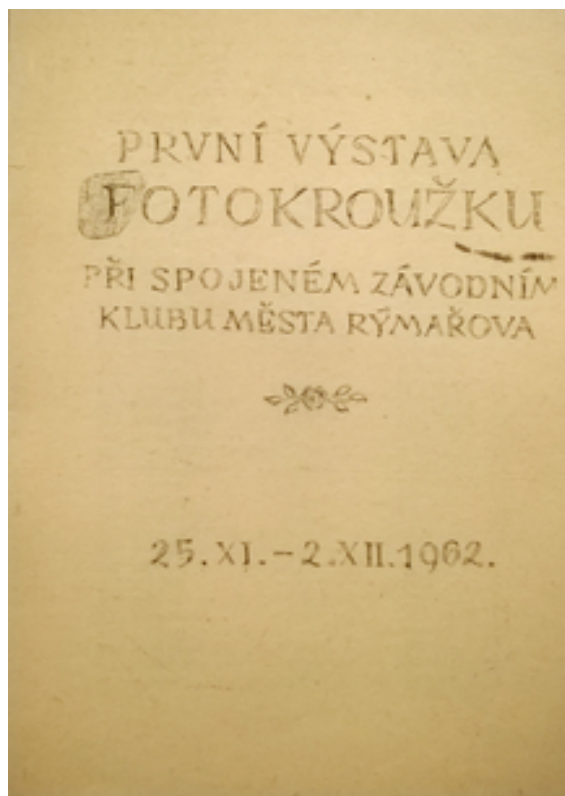 PRVNÍ VÝSTAVA
FOTOKROUŽKU
PŘI SPOJENÉM ZÁVODNÍM
KLUBU MĚSTA RÝMAŘOVA
25.XI.-2.XII.1962.